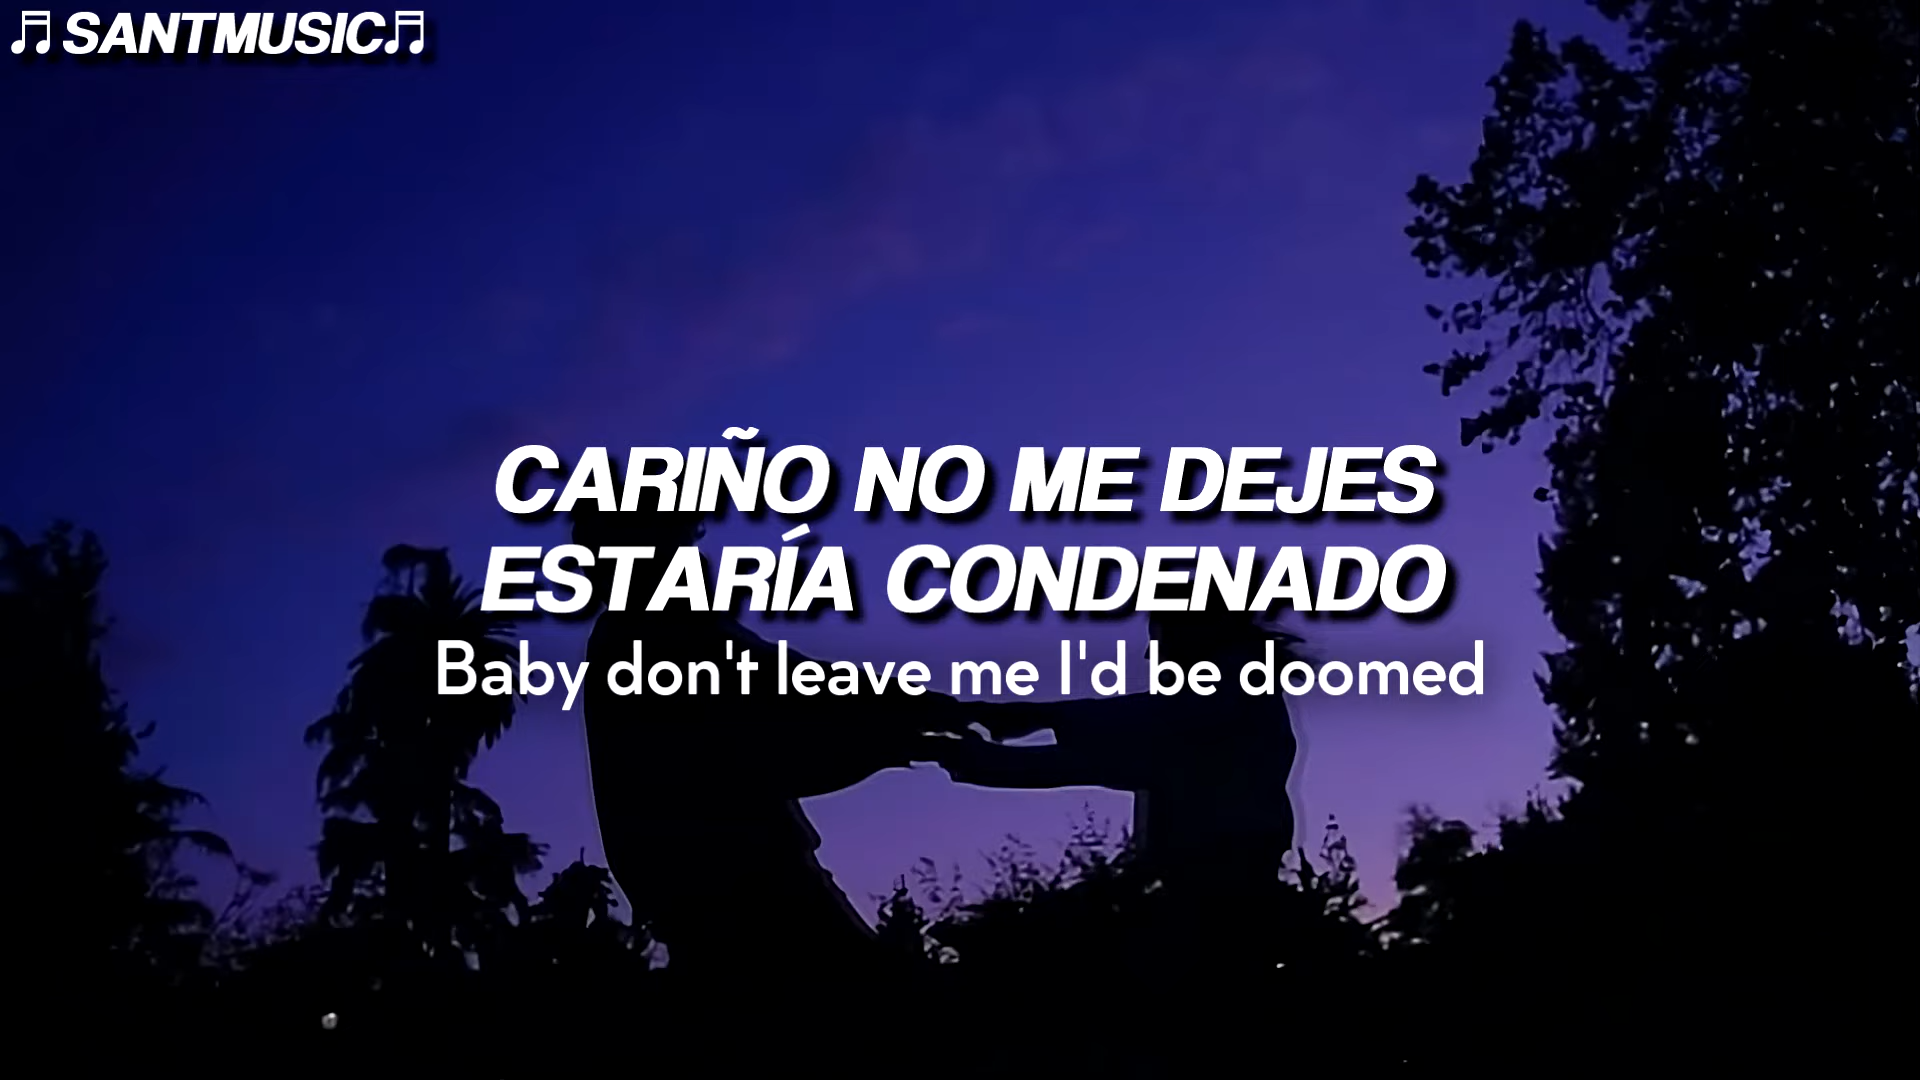 ♬SANTMUSIC♬
CARIÑO NO ME DEJES
ESTARÍA CONDENADO
Baby don't leave me I'd be doomed